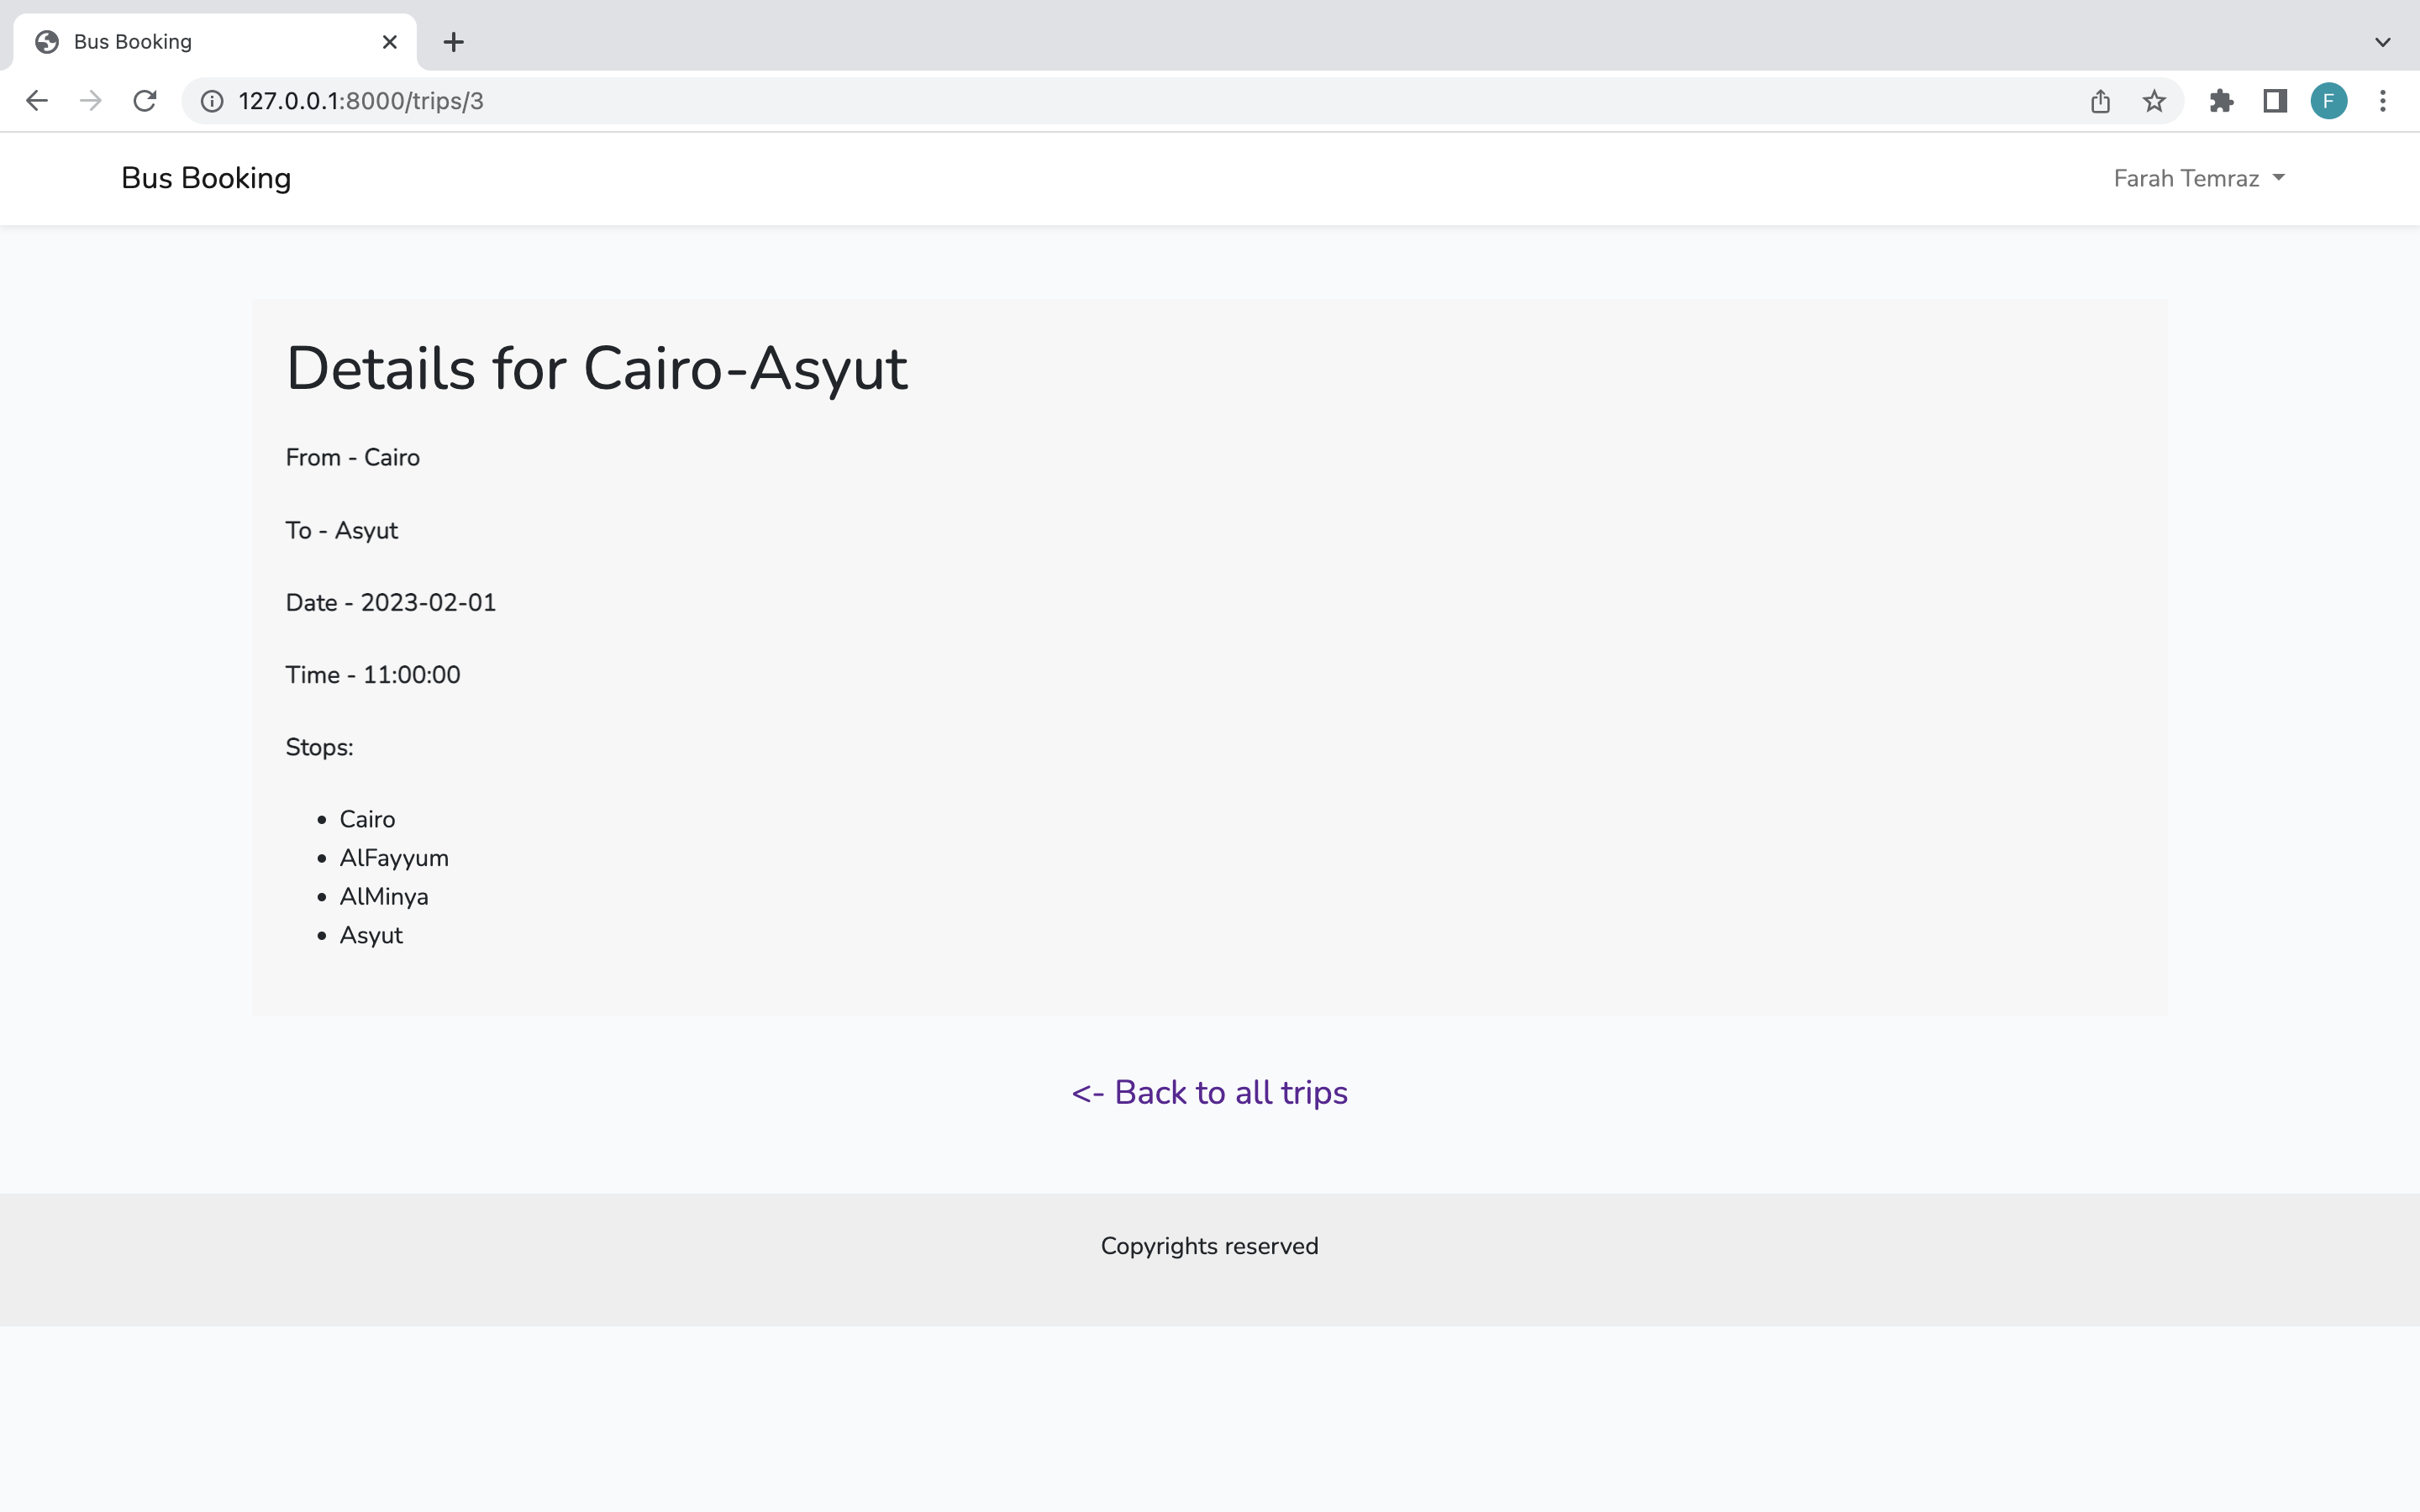 Bus Booking
127.0.0.1:8000/trips/3
F
Bus Booking
Farah Temraz
Details for Cairo-Asyut
From - Cairo
To - Asyut
Date - 2023-02-01
Time - 11:00:00
Stops:
Cairo
AlFayyum
AlMinya
Asyut
<- Back to all trips
Copyrights reserved